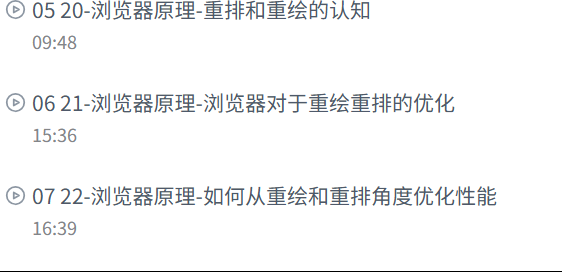 05 20-浏览器原理-重排和重绘的认知
09:48
06 21-浏览器原理-浏览器对于重绘重排的优化
15:36
07 22-浏览器原理-如何从重绘和重排角度优化性能
16:39